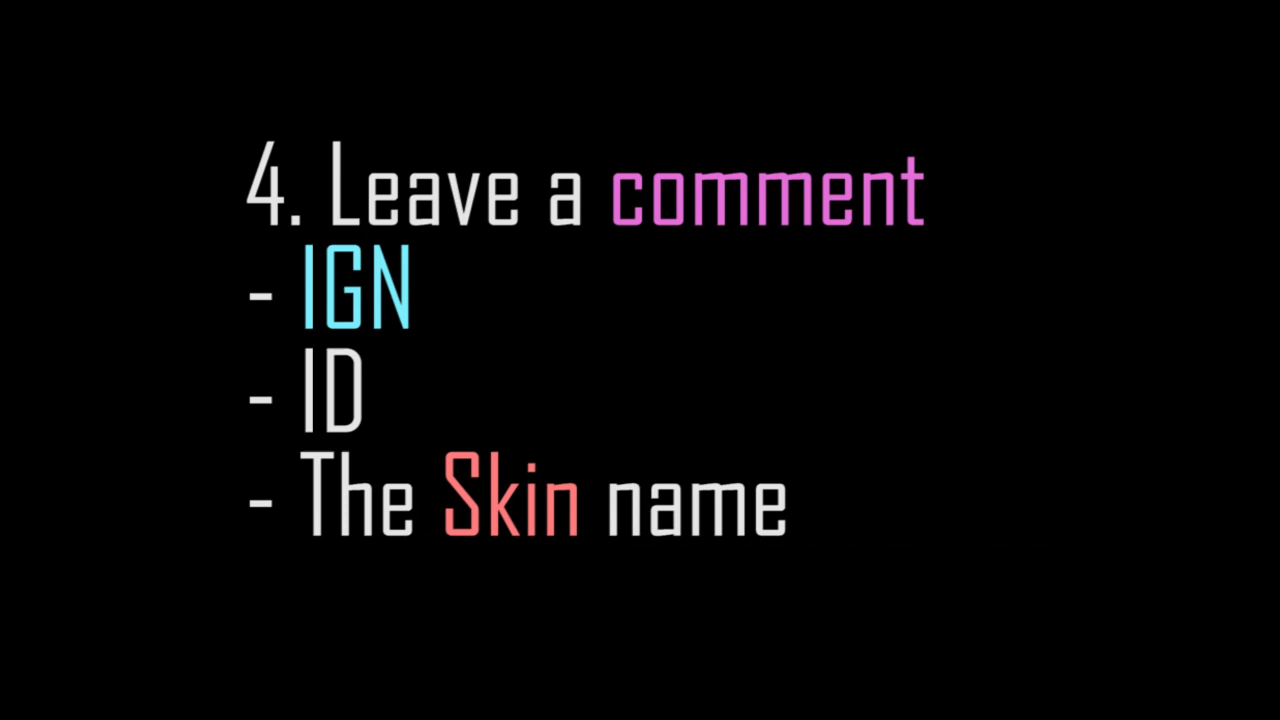 4. Leave a comment
- IGN
- ID
- The Skin name